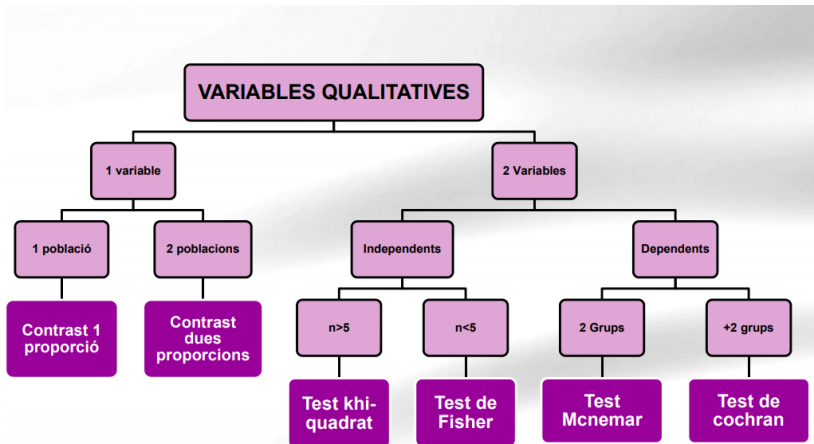 VARIABLES QUALITATIVES
1 variable
2 Variables
1 població
2 poblacions
Independents
Dependents
Contrast 1
proporció
Contrast
dues
proporcions
n>5
n<5
2 Grups
+2 grups
Test khi-
quadrat
Test de
Fisher
Test
Mcnemar
Test de
cochran